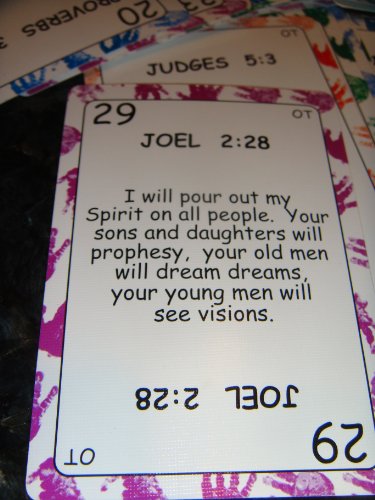 PROVERBS 3
20
OT
JUDGES 5:3
29
OT
JOEL 2:28
I will pour out my
Spirit on all people. Your
sons and daughters will
prophesy, your old men
will dream dreams,
your young men will
see visions.
JOEL 2:28
29
OT